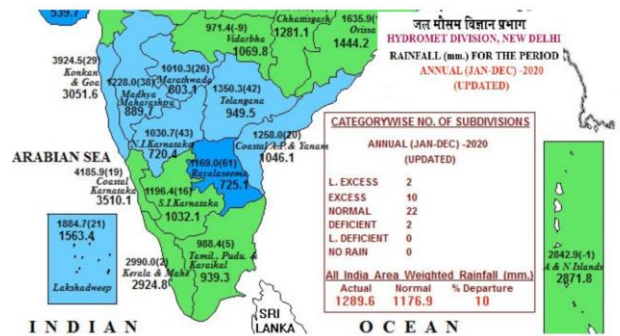 539.7
971.4(-9)
Vidarbha
1069.8
Chhattisgarh
1281.1
1635.9(
Orissa
1444.2
जल मौसम विज्ञान प्रभाग
HYDROMET DIVISION, NEW DELHI
RAINFALL (mm.) FOR THE PERIOD
ANNUAL (JAN-DEC) -2020
(UPDATED)
3924.5(29
Konkan
& Goa
3051.6
1228.0(38)
Madhya
Maharashtra
889.7
1010.3(26)
Marathwada
803.1
1350.3(42)
Telangana
949.5
1030.7(43)
N.I.Karnataka
720.4
1258.0(20)
Coastal A.P & Yanam
1046.1
1169.0(61)
Rayalaseema
725.1
ARABIAN SEA
4185.9(19)
Coastal
Karnataka
3510.1
1196.4(16)
S.I.Karnataka
1032.1
CATEGORYWISE NO. OF SUBDIVISIONS
ANNUAL (JAN-DEC) -2020
(UPDATED)
L. EXCESS 2
EXCESS 10
NORMAL 22
DEFICIENT 2
L. DEFICIENT 0
NO RAIN 0
All India Area Weighted Rainfall (mm.)
Actual Normal % Departure
1289.6 1176.9 10
1884.7(21)
1563.4
Lakshadweep
2990.0(2)
Kerala & Mahe
2924.8
988.4(5)
Tamil, Pudu. &
Karaikal
939.3
2842.9(-1)
A & N Islands
2871.8
SRI
LANKA
INDIAN OCEAN